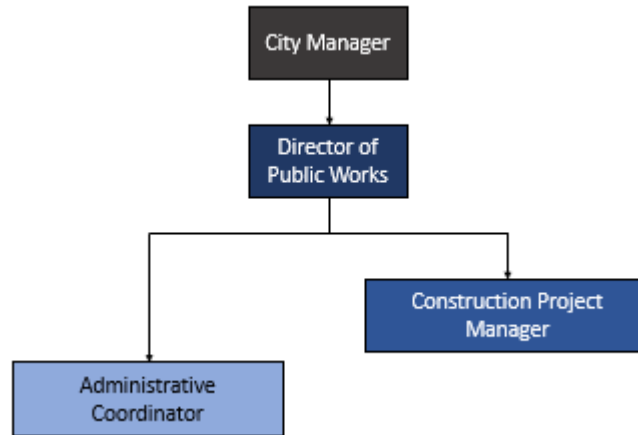 City Manager
Director of
Public Works
Construction Project
Manager
Administrative
Coordinator